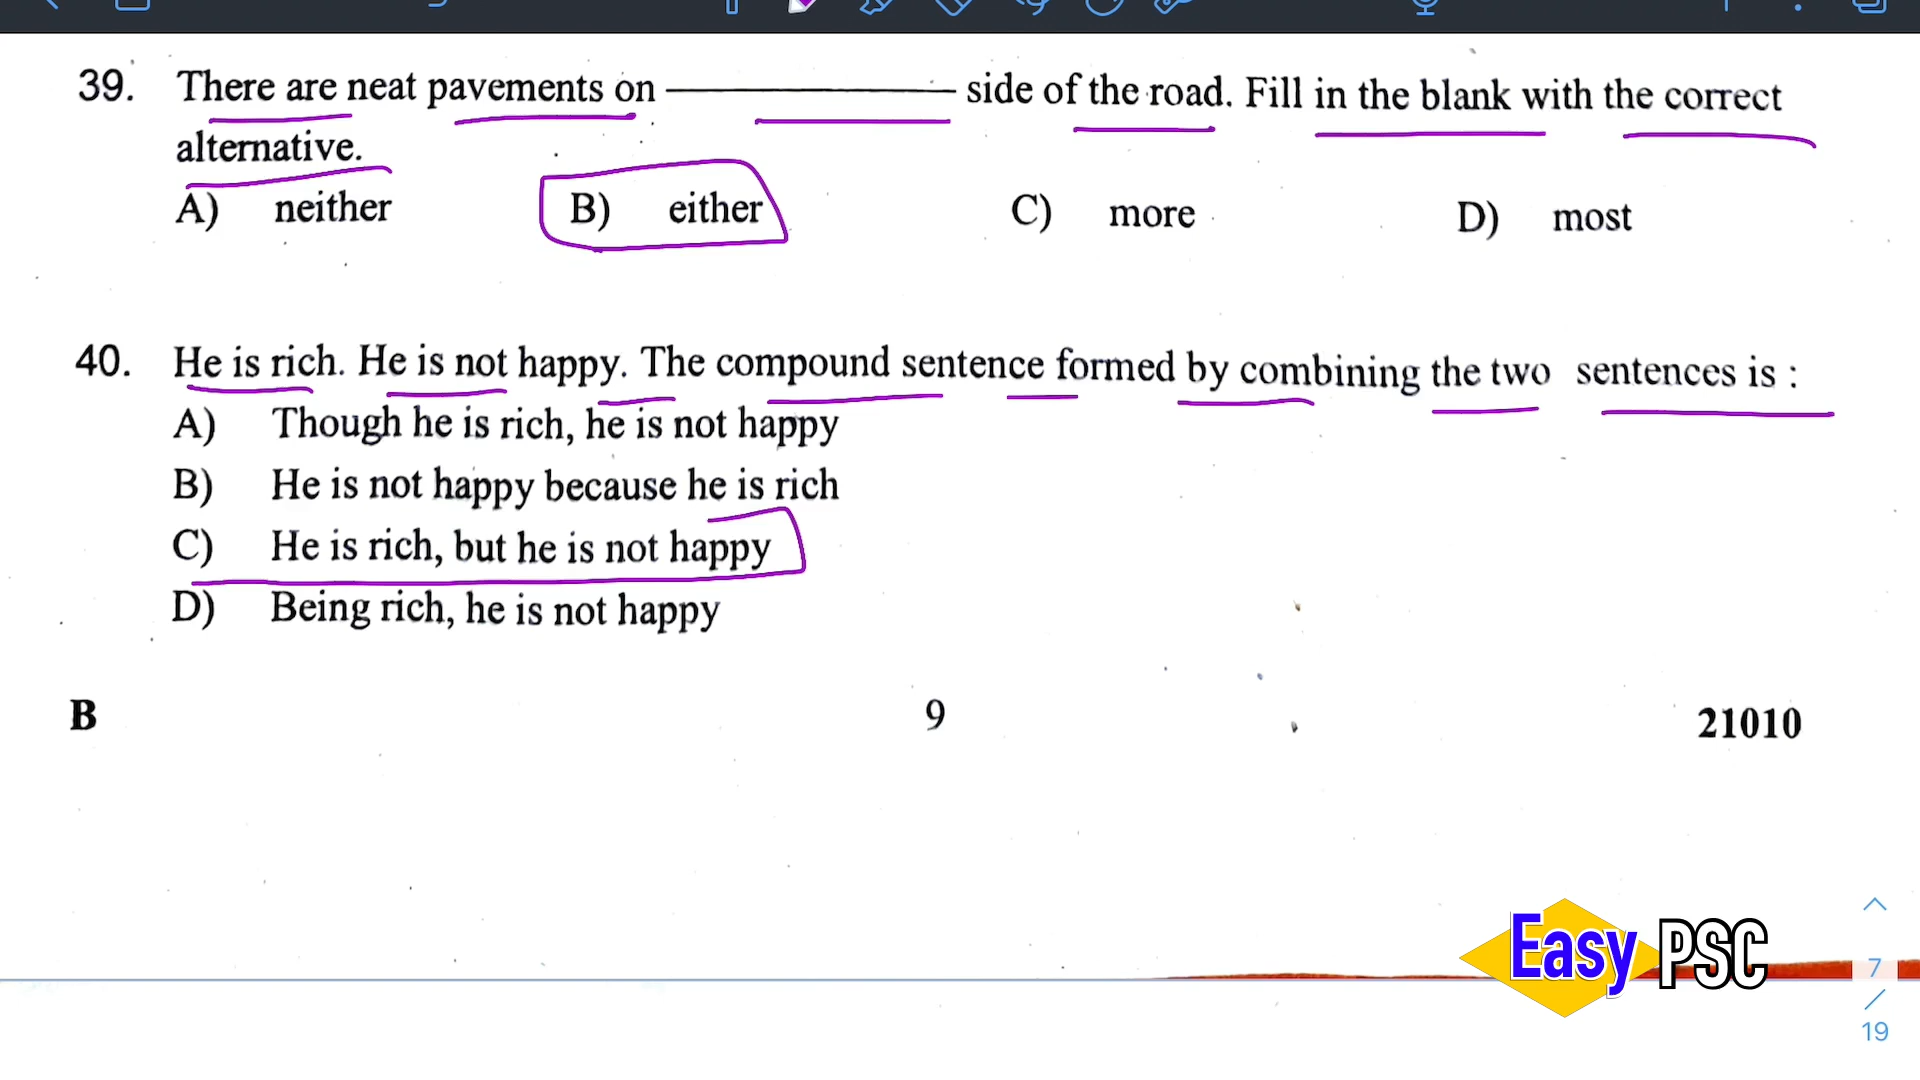 39. There are neat pavements on ____________ side of the road. Fill in the blank with the correct
alternative.
A) neither B) either C) more D) most
40. He is rich. He is not happy. The compound sentence formed by combining the two sentences is :
A) Though he is rich, he is not happy
B) He is not happy because he is rich
C) He is rich, but he is not happy
D) Being rich, he is not happy
B 9 21010
Easy PSC
7
/
19